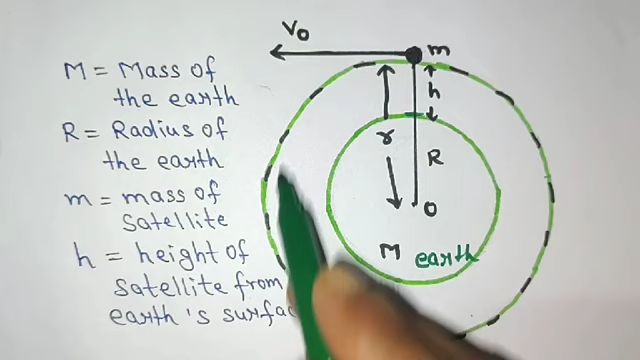 V₀
m
M = Mass of
the earth
R = Radius of
the earth
m = mass of
satellite
h = height of
satellite from
earth's surfac
h
r
R
O
M earth